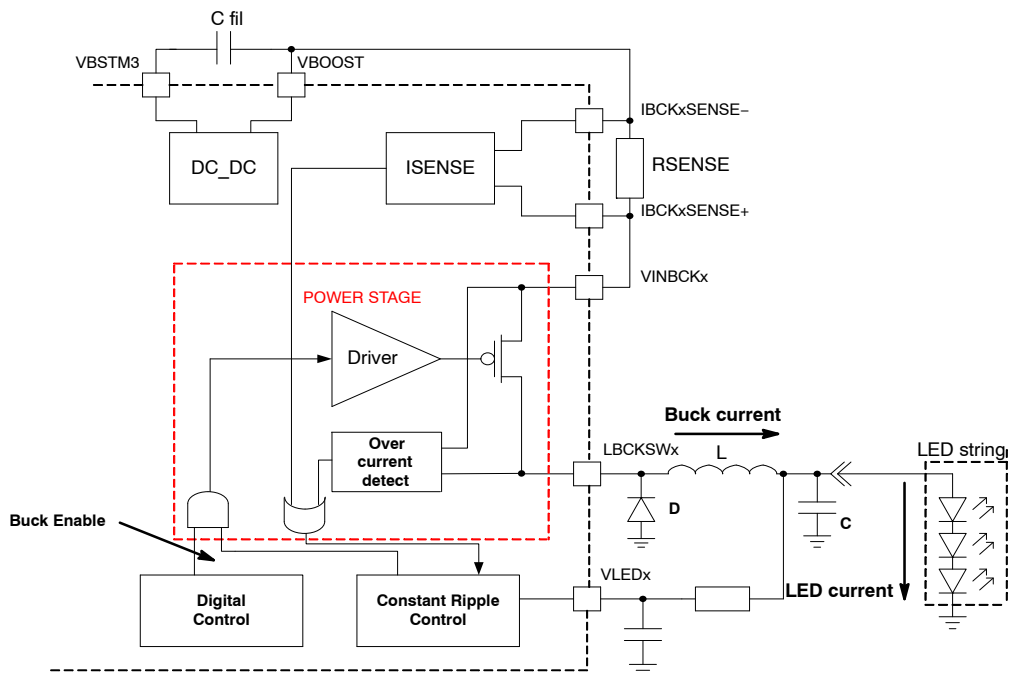 C fil
VBSTM3
VBOOST
IBCKxSENSE−
DC_DC
ISENSE
RSENSE
IBCKxSENSE+
VINBCKx
POWER STAGE
Driver
Buck current
Over
current
detect
LBCKSWx
L
LED string
D
C
Buck Enable
VLEDx
LED current
Digital
Control
Constant Ripple
Control